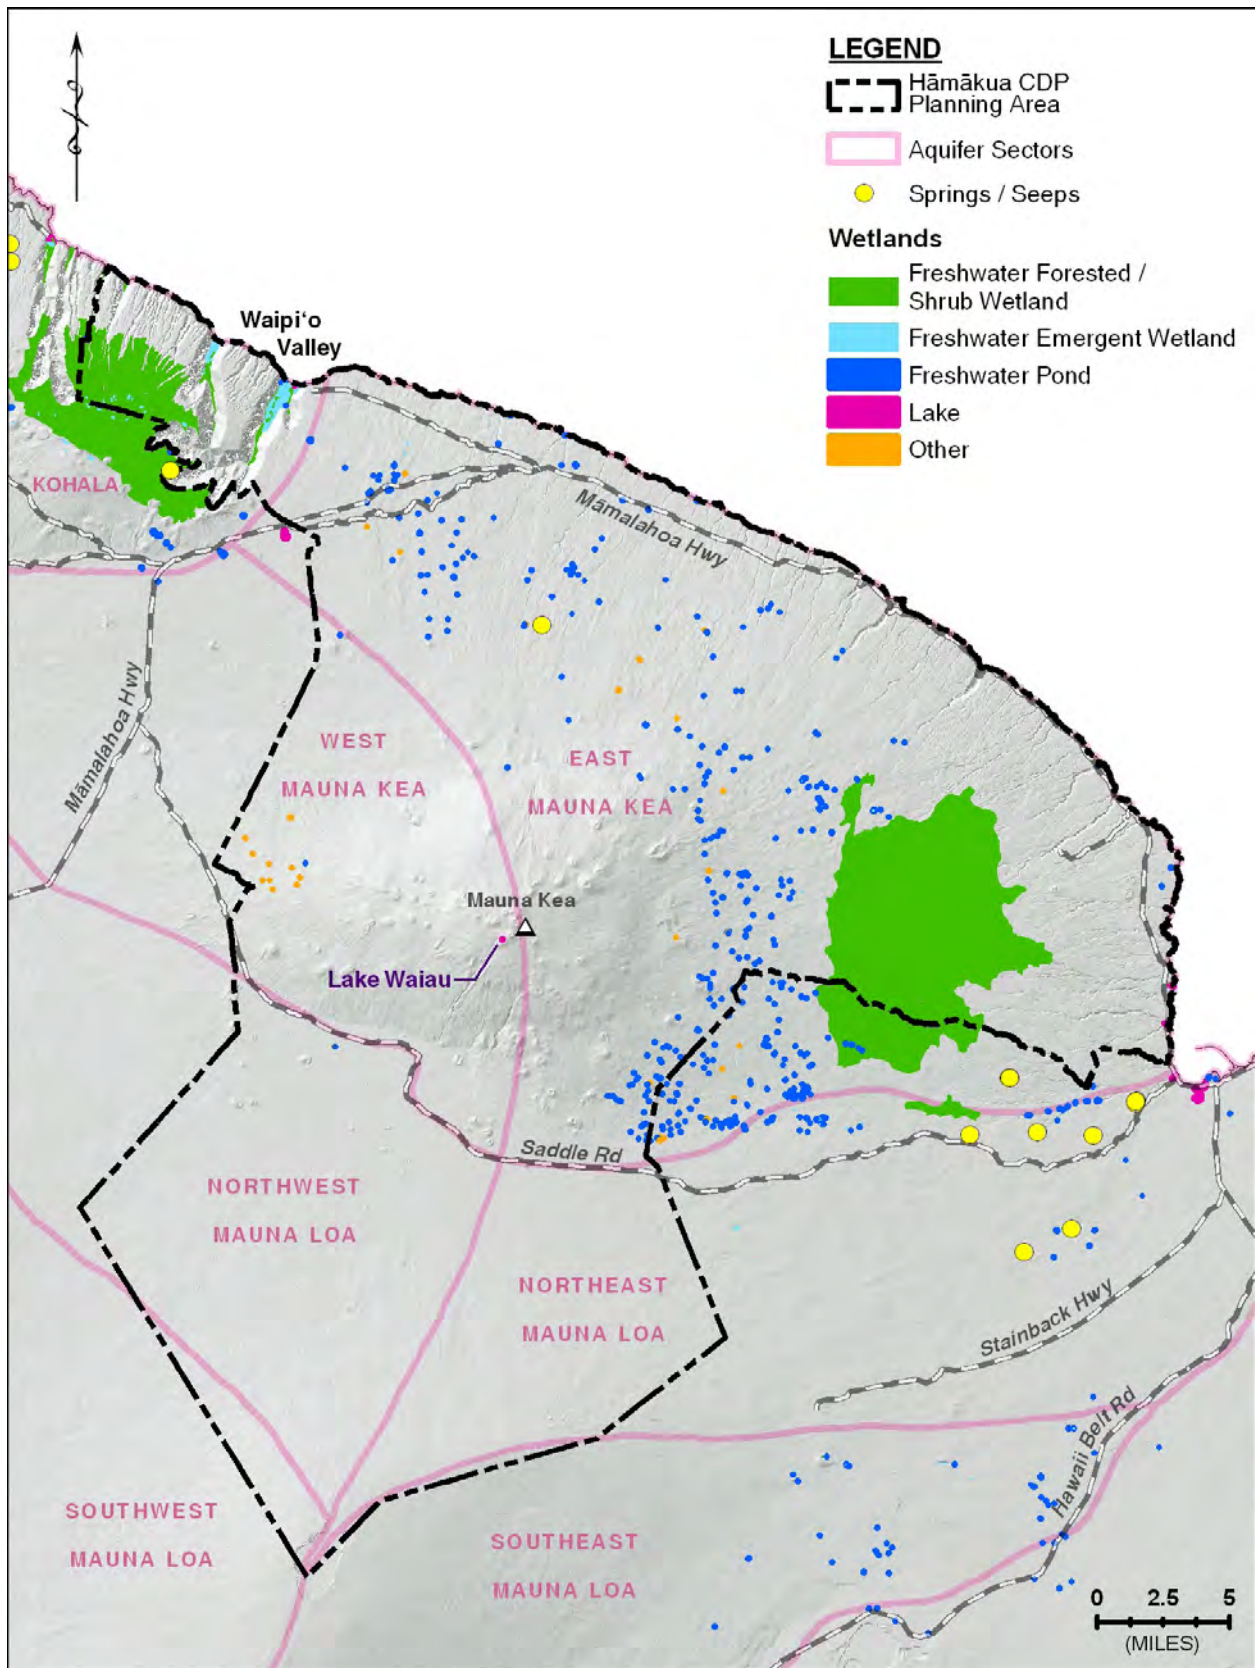 LEGEND
Hāmākua CDP
Planning Area
Aquifer Sectors
Springs / Seeps
Wetlands
Freshwater Forested /
Shrub Wetland
Freshwater Emergent Wetland
Freshwater Pond
Lake
Other
Waipiʻo
Valley
KOHALA
Māmalahoa Hwy
Māmalahoa Hwy
WEST
MAUNA KEA
EAST
MAUNA KEA
Mauna Kea
Lake Waiau
Saddle Rd
NORTHWEST
MAUNA LOA
NORTHEAST
MAUNA LOA
Stainback Hwy
Hawaii Belt Rd
SOUTHWEST
MAUNA LOA
SOUTHEAST
MAUNA LOA
0 2.5 5
(MILES)